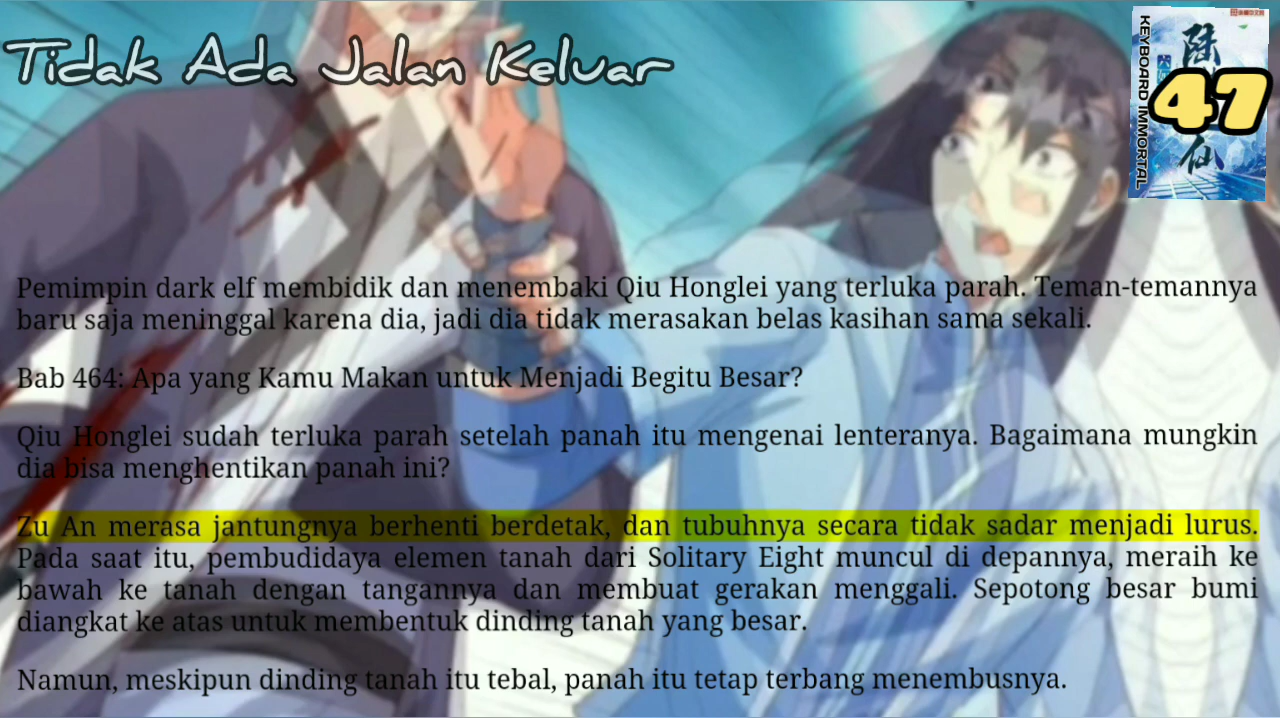 Tidak Ada Jalan Keluar
KEYBOARD IMMORTAL
47
Pemimpin dark elf membidik dan menembaki Qiu Honglei yang terluka parah. Teman-temannya
baru saja meninggal karena dia, jadi dia tidak merasakan belas kasihan sama sekali.
Bab 464: Apa yang Kamu Makan untuk Menjadi Begitu Besar?
Qiu Honglei sudah terluka parah setelah panah itu mengenai lenteranya. Bagaimana mungkin
dia bisa menghentikan panah ini?
Zu An merasa jantungnya berhenti berdetak, dan tubuhnya secara tidak sadar menjadi lurus.
Pada saat itu, pembudidaya elemen tanah dari Solitary Eight muncul di depannya, meraih ke
bawah ke tanah dengan tangannya dan membuat gerakan menggali. Sepotong besar bumi
diangkat ke atas untuk membentuk dinding tanah yang besar.
Namun, meskipun dinding tanah itu tebal, panah itu tetap terbang menembusnya.